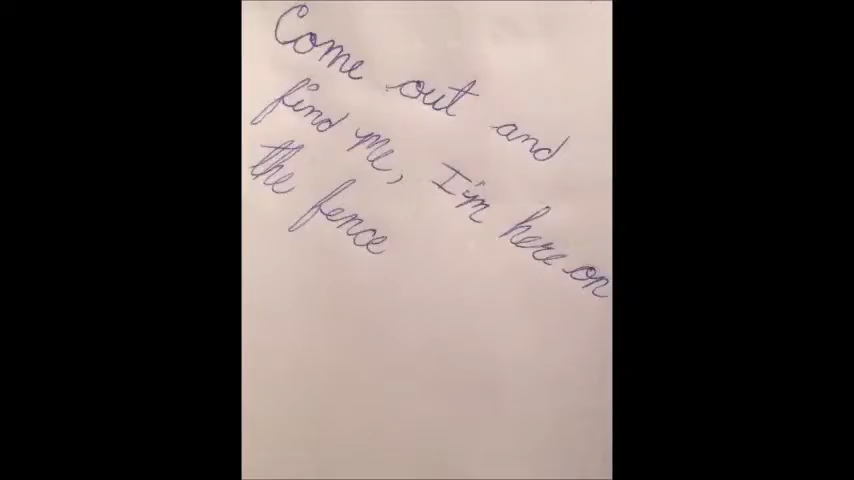 Come out and
find me, I'm here on
the fence